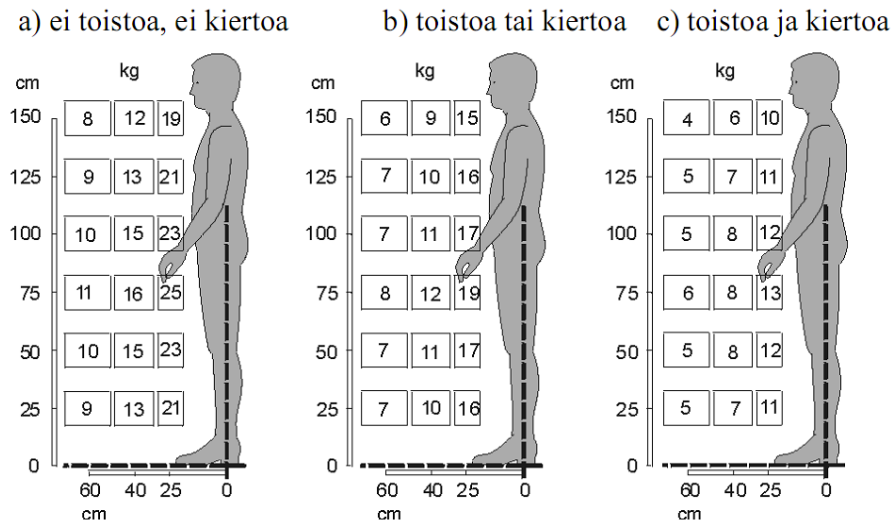 a) ei toistoa, ei kiertoa
b) toistoa tai kiertoa
c) toistoa ja kiertoa
cm kg
150 8 12 19
125 9 13 21
100 10 15 23
75 11 16 25
50 10 15 23
25 9 13 21
0
60 40 25 0
cm
cm kg
150 6 9 15
125 7 10 16
100 7 11 17
75 8 12 19
50 7 11 17
25 7 10 16
0
60 40 25 0
cm
cm kg
150 4 6 10
125 5 7 11
100 5 8 12
75 6 8 13
50 5 8 12
25 5 7 11
0
60 40 25 0
cm